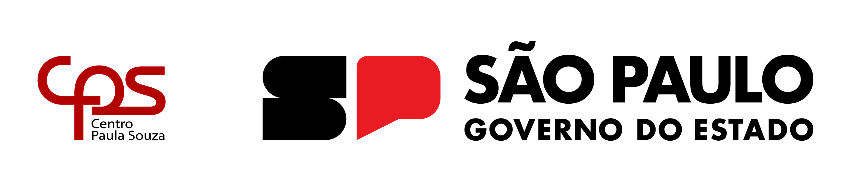 cps
Centro
Paula Souza
SP
SÃO PAULO
GOVERNO DO ESTADO